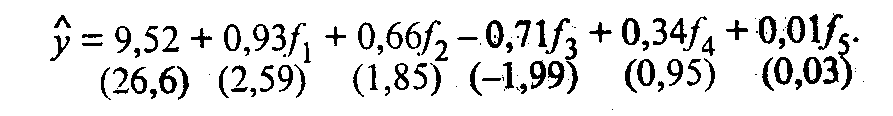 ŷ = 9,52 + 0,93f₁ + 0,66f₂ – 0,71f₃ + 0,34f₄ + 0,01f₅.
(26,6) (2,59) (1,85) (–1,99) (0,95) (0,03)